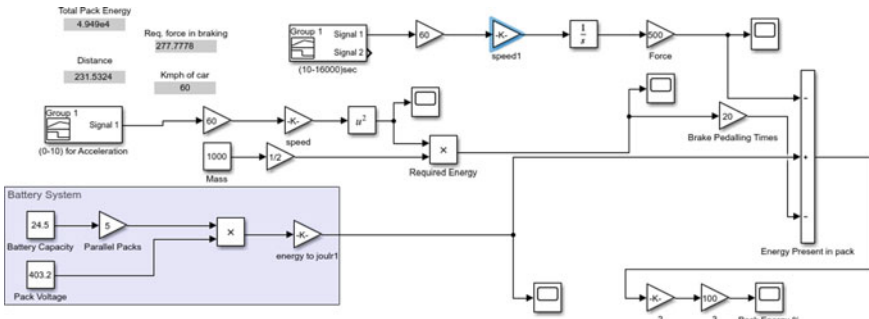 Total Pack Energy
4.949e4
Req. force in braking
277.7778
Distance
231.5324
Kmph of car
60
Group 1
Signal 1
Signal 2
(10-16000)sec
60
-K-
speed1
1
s
500
Force
Group 1
Signal 1
(0-10) for Acceleration
60
-K-
speed
u²
1000
Mass
1/2
×
Required Energy
20
Brake Pedalling Times
−
+
−
Energy Present in pack
Battery System
24.5
Battery Capacity
5
Parallel Packs
403.2
Pack Voltage
×
-K-
energy to joulr1
-K-
100